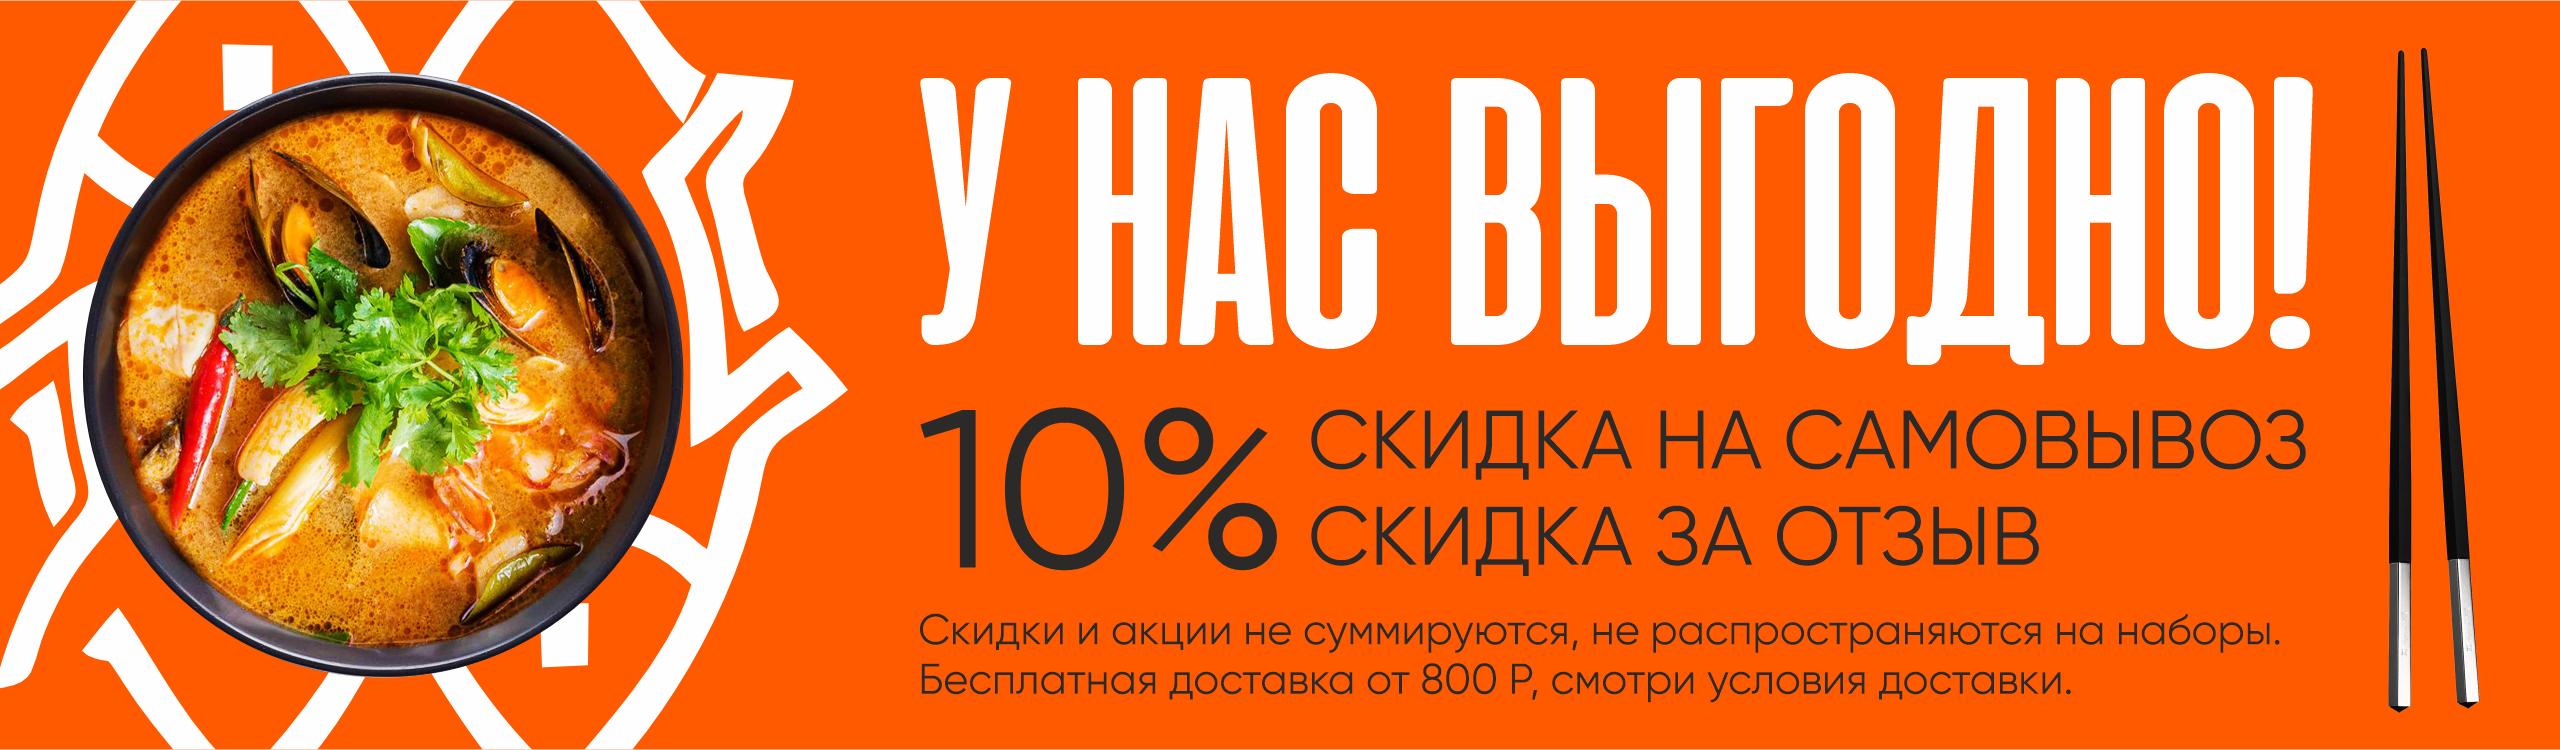 У НАС ВЫГОДНО!
10% СКИДКА НА САМОВЫВОЗ
СКИДКА ЗА ОТЗЫВ
Скидки и акции не суммируются, не распространяются на наборы.
Бесплатная доставка от 800 Р, смотри условия доставки.